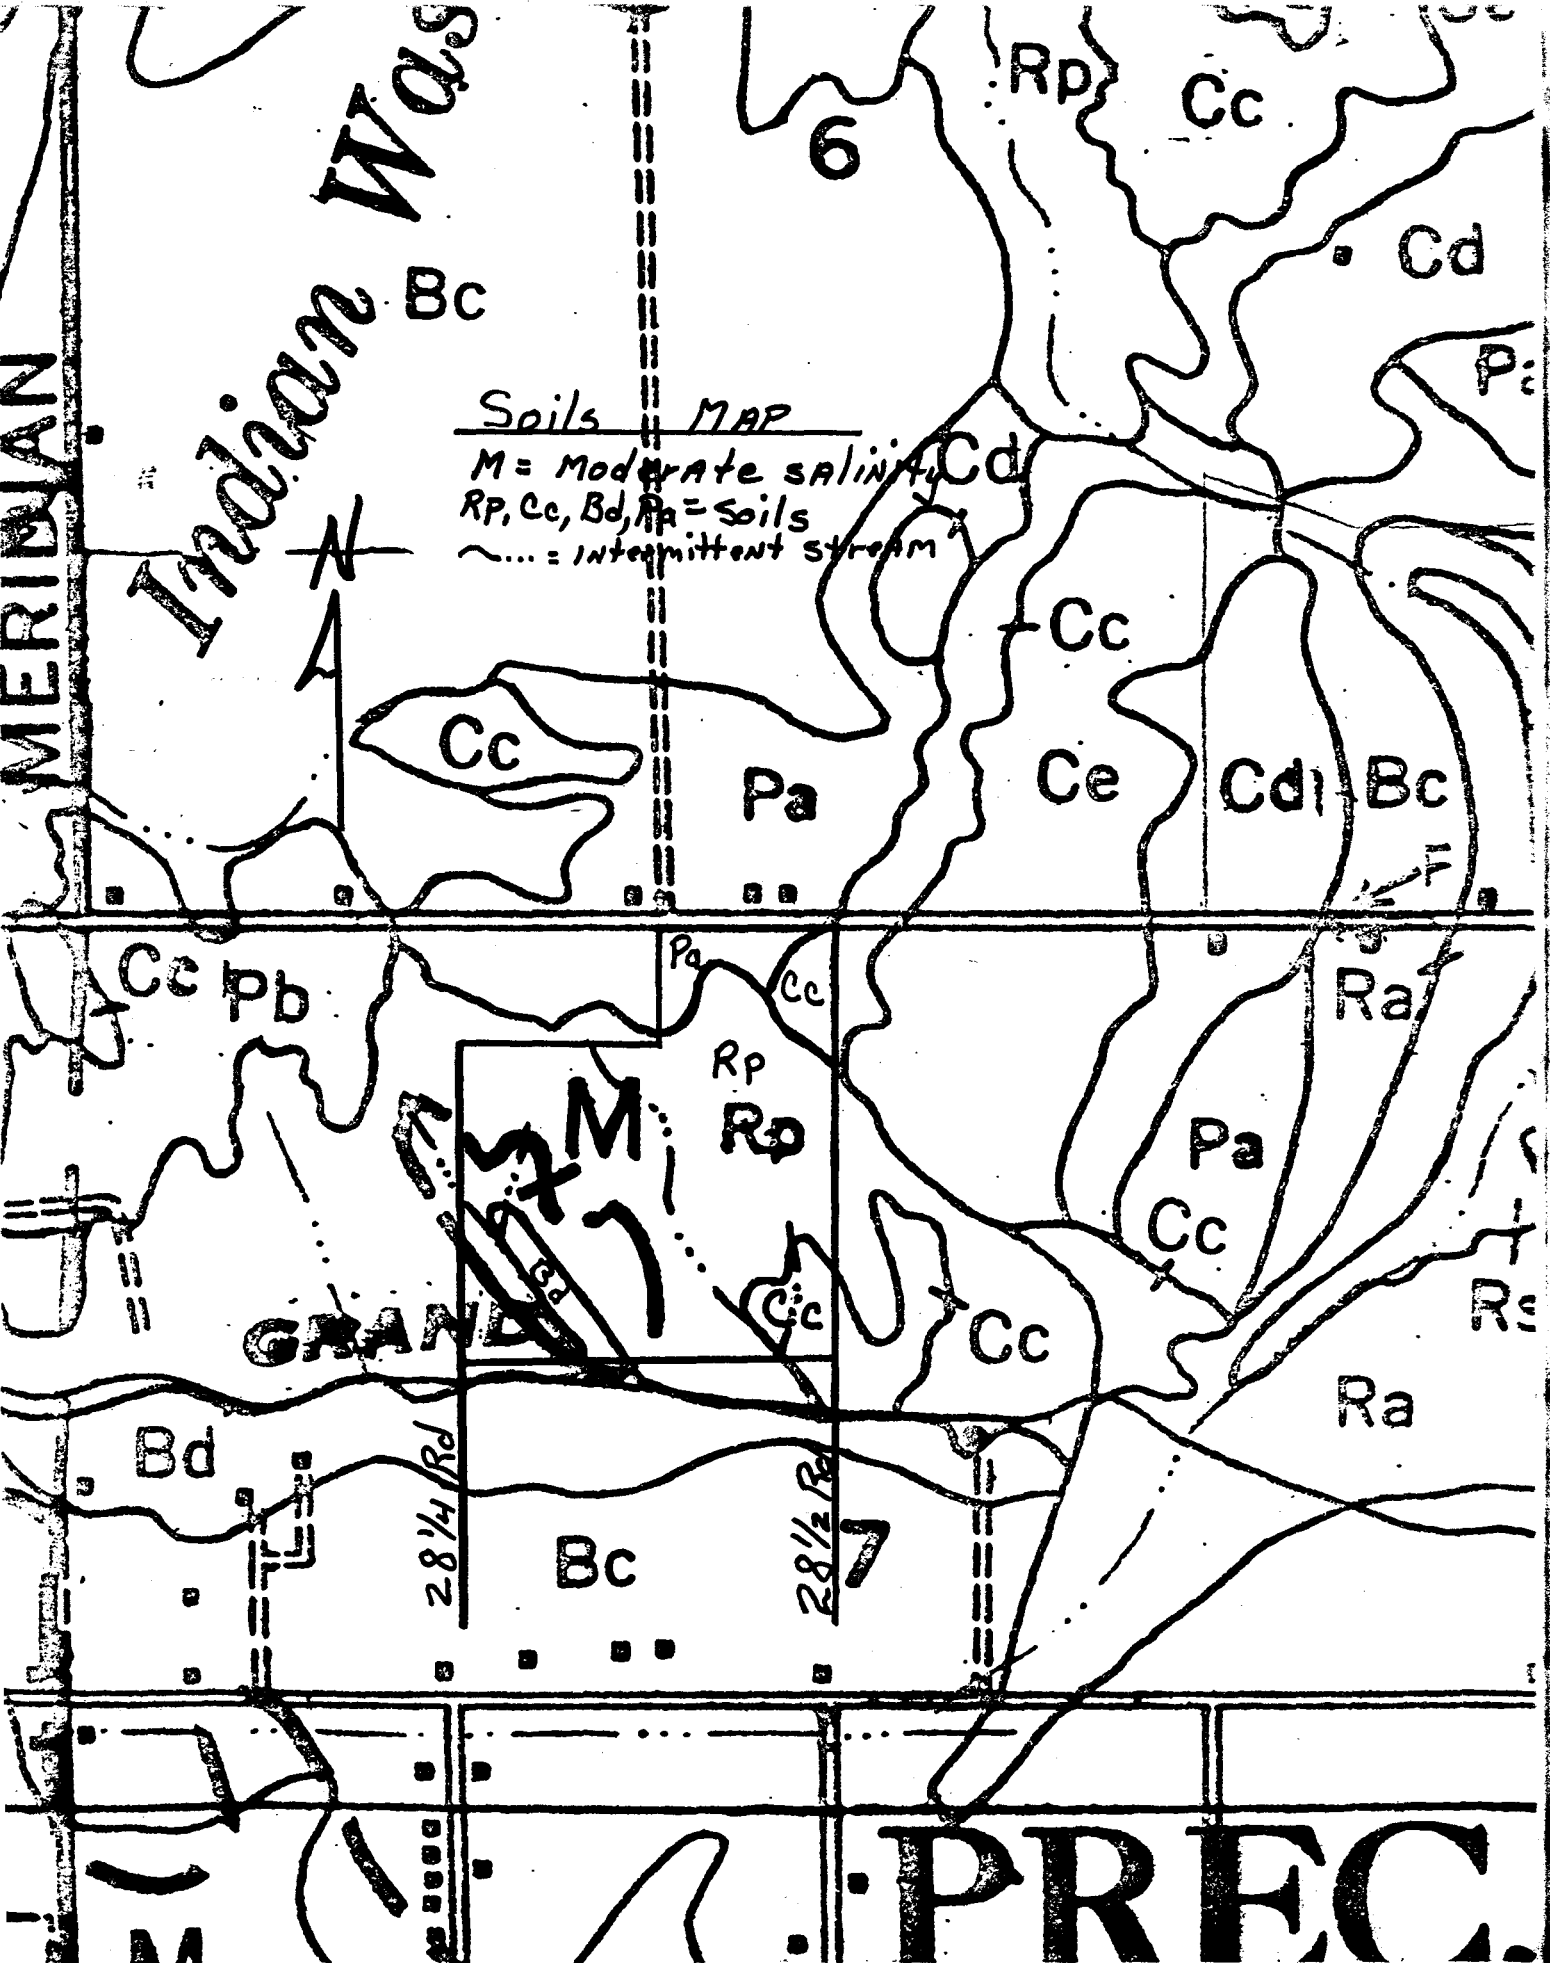 Rp
Cc
6
Cd
Bc
Indian Was
MERIDIAN
Soils MAP
M = Moderate salinity
Rp, Cc, Bd, Pa = Soils
= Intermittent stream
Cd
N
Cc
Cc
Pa
Ce
Cd
Bc
F
Cc
Pb
Pa
Cc
Ra
Rp
M
Rp
Pa
Cc
Bd
Cc
GRAND
Cc
Ra
Bd
28 1/4 Rd
28 1/2 Rd
Bc
7
M
PREC.